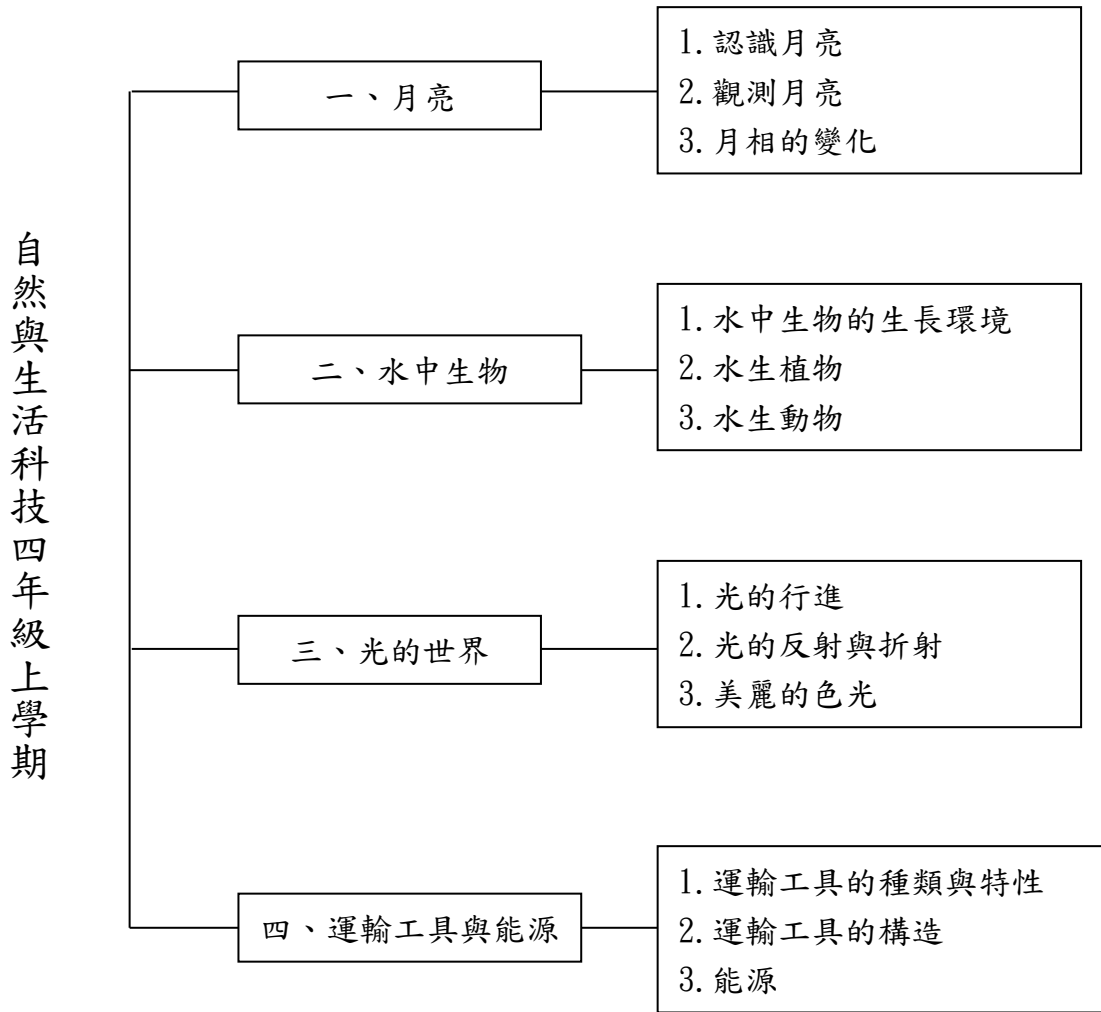 自然與生活科技四年級上學期
一、月亮
1.認識月亮
2.觀測月亮
3.月相的變化
二、水中生物
1.水中生物的生長環境
2.水生植物
3.水生動物
三、光的世界
1.光的行進
2.光的反射與折射
3.美麗的色光
四、運輸工具與能源
1.運輸工具的種類與特性
2.運輸工具的構造
3.能源